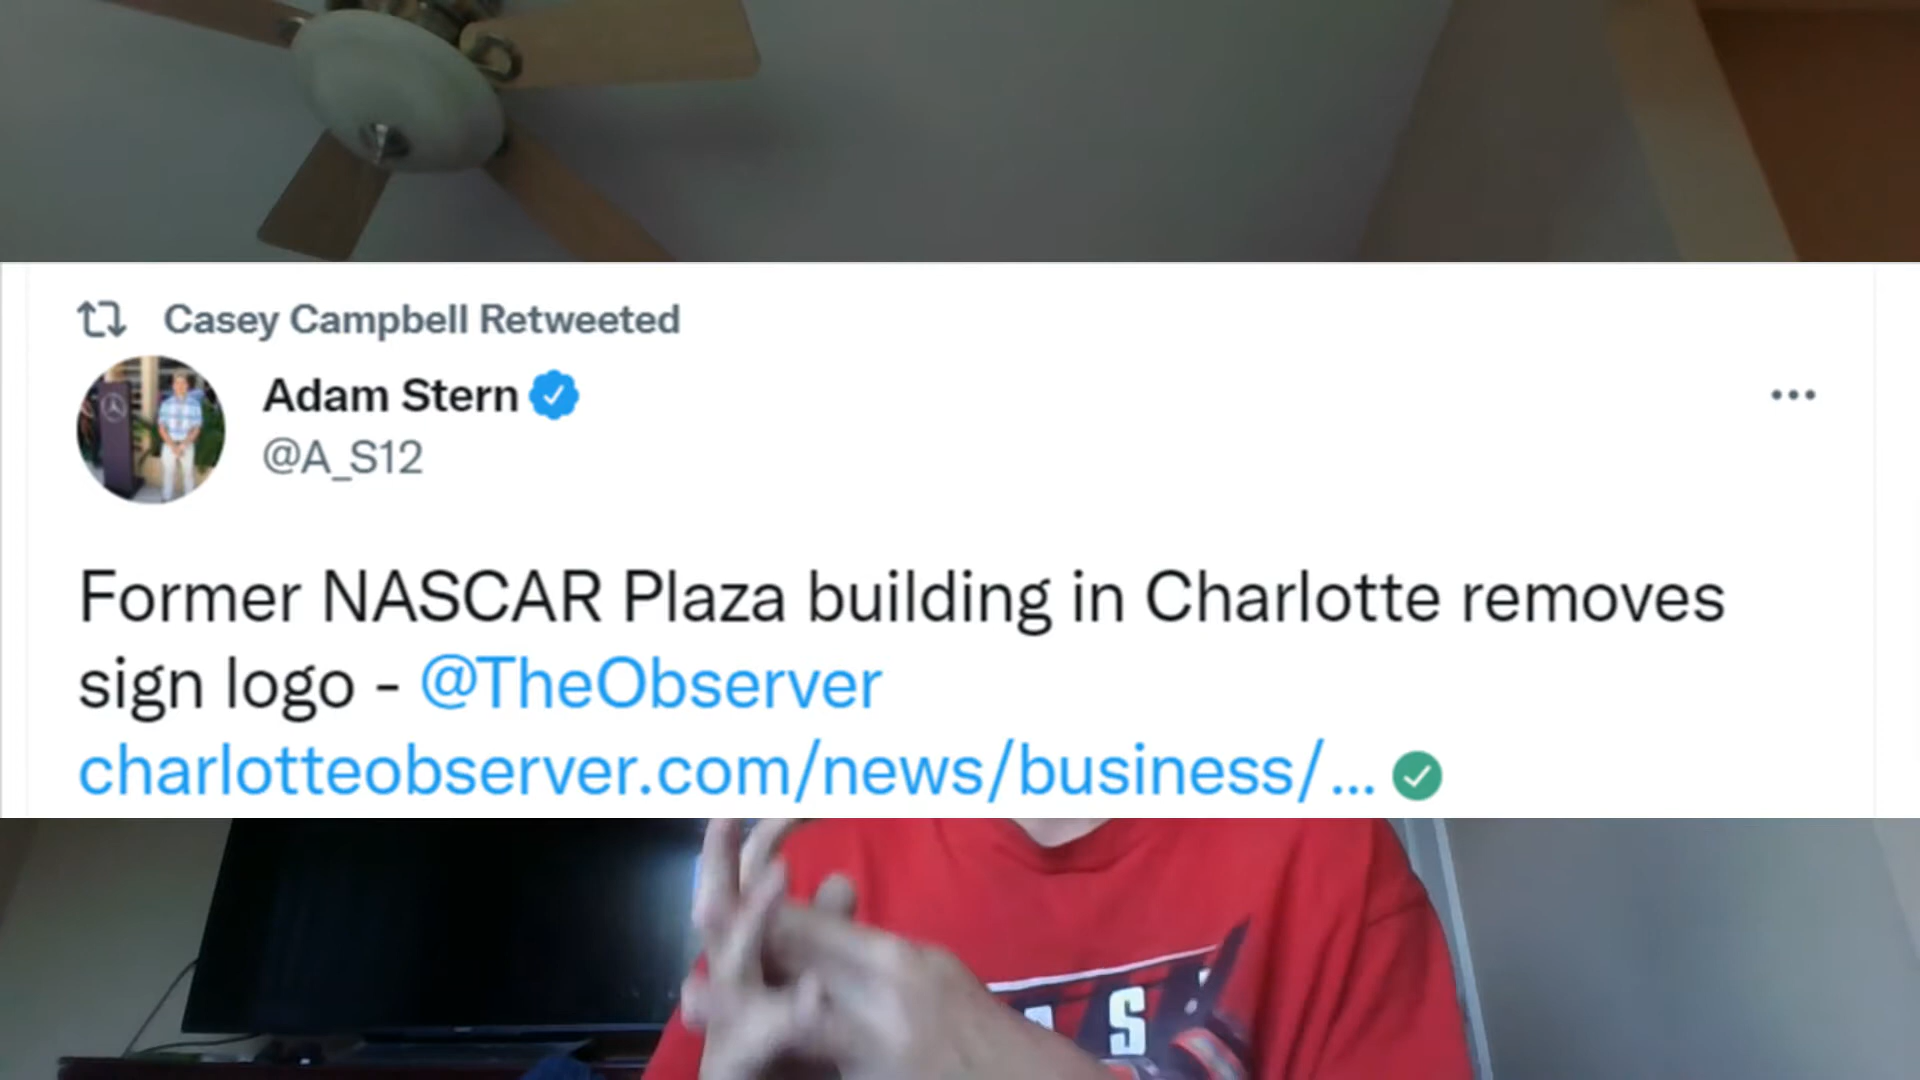 Casey Campbell Retweeted
Adam Stern
@A_S12
Former NASCAR Plaza building in Charlotte removes
sign logo - @TheObserver
charlotteobserver.com/news/business/...